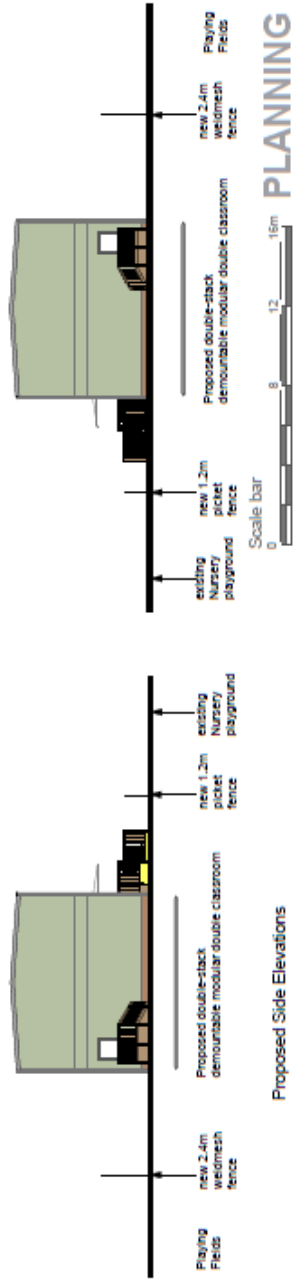 Playing
Fields
new 2.4m
weldmesh
fence
Proposed double-stack
demountable modular double classroom
new 1.2m
picket
fence
existing
Nursery
playground
Proposed Side Elevations
existing
Nursery
playground
new 1.2m
picket
fence
Proposed double-stack
demountable modular double classroom
new 2.4m
weldmesh
fence
Playing
Fields
Scale bar
0 8 12 16m
PLANNING